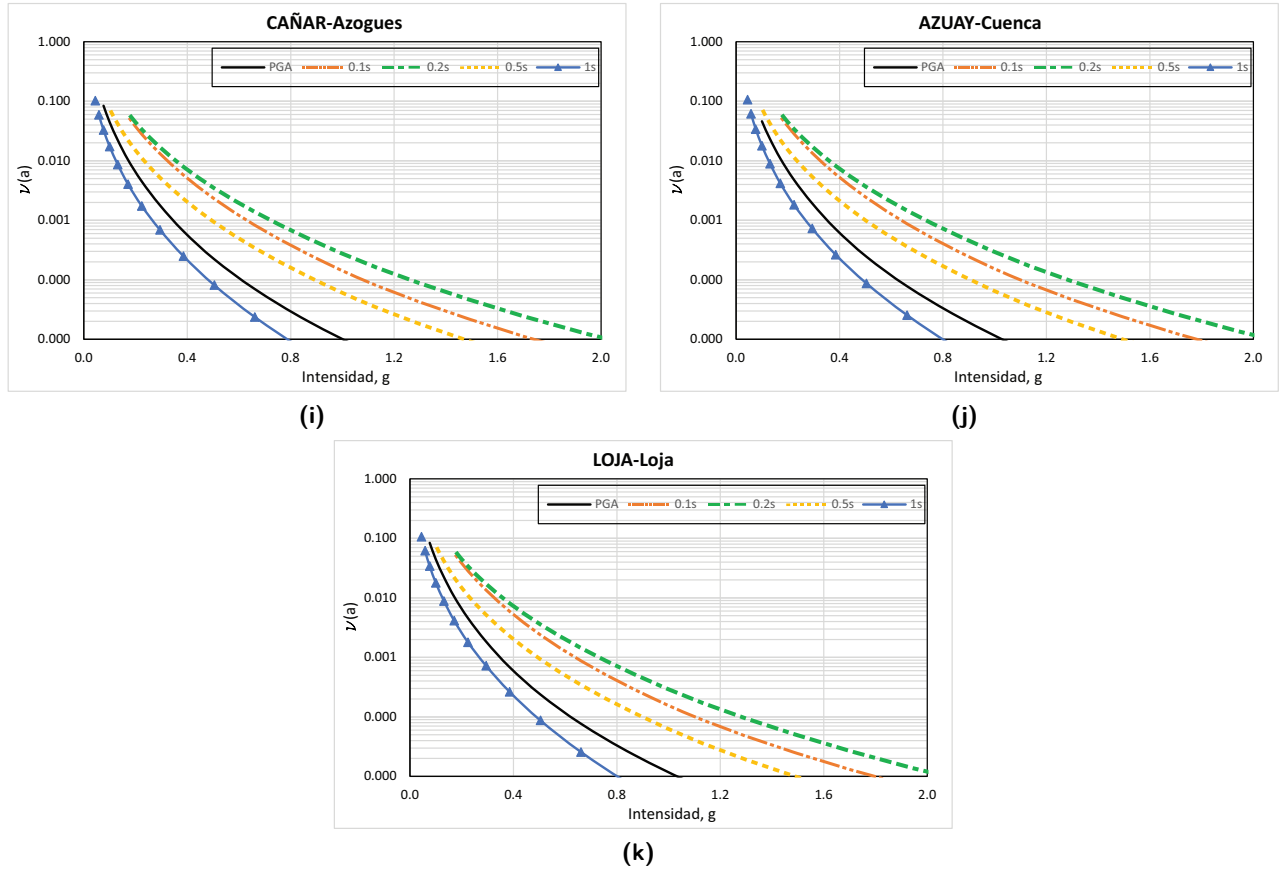 CAÑAR-Azogues
PGA 0.1s 0.2s 0.5s 1s
1.000
0.100
0.010
0.001
0.000
0.000
ν(a)
0.0 0.4 0.8 1.2 1.6 2.0
Intensidad, g
(i)
AZUAY-Cuenca
PGA 0.1s 0.2s 0.5s 1s
1.000
0.100
0.010
0.001
0.000
0.000
ν(a)
0.0 0.4 0.8 1.2 1.6 2.0
Intensidad, g
(j)
LOJA-Loja
PGA 0.1s 0.2s 0.5s 1s
1.000
0.100
0.010
0.001
0.000
0.000
ν(a)
0.0 0.4 0.8 1.2 1.6 2.0
Intensidad, g
(k)